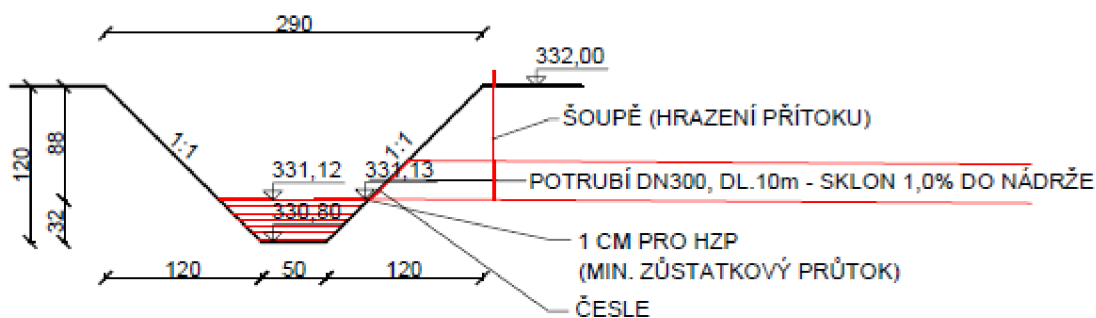 290
332,00
ŠOUPĚ (HRAZENÍ PŘÍTOKU)
1:1
1:1
120
88
331,12
331,13
POTRUBÍ DN300, DL.10m - SKLON 1,0% DO NÁDRŽE
32
330,80
1 CM PRO HZP
(MIN. ZŮSTATKOVÝ PRŮTOK)
120
50
120
ČESLE